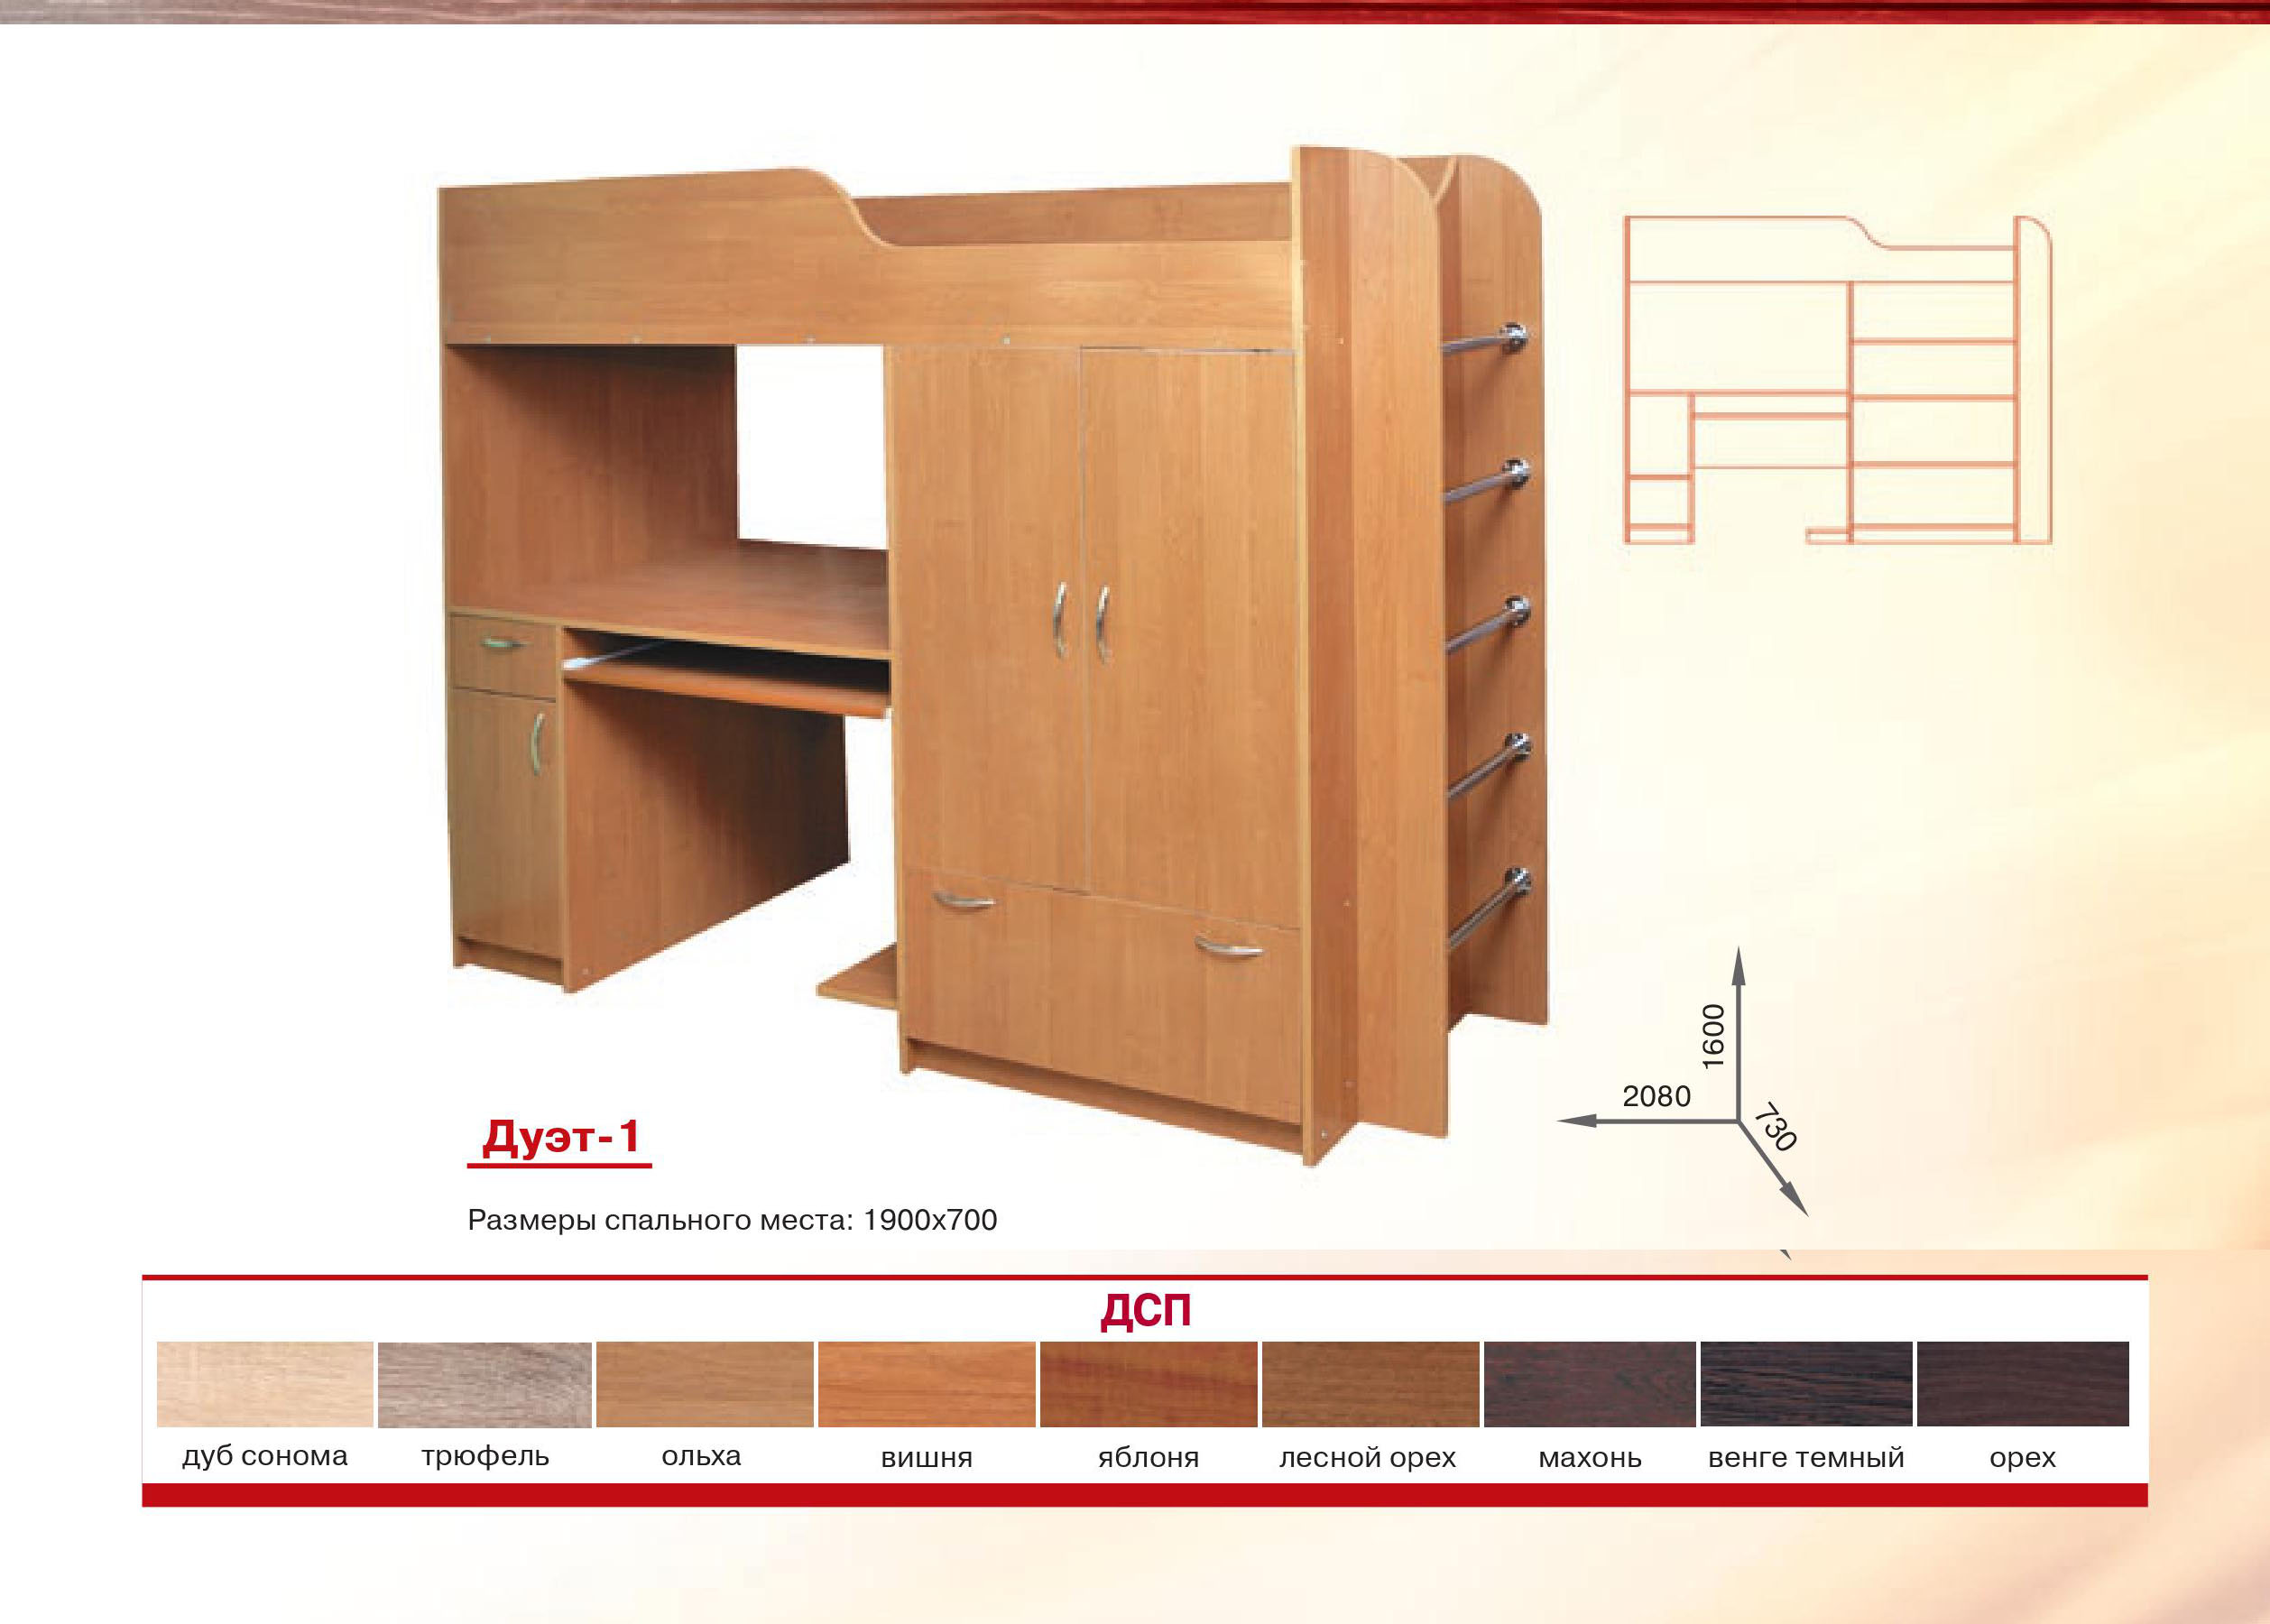 1600
2080
730
Дуэт-1
Размеры спального места: 1900х700
ДСП
дуб сонома
трюфель
ольха
вишня
яблоня
лесной орех
махонь
венге темный
орех